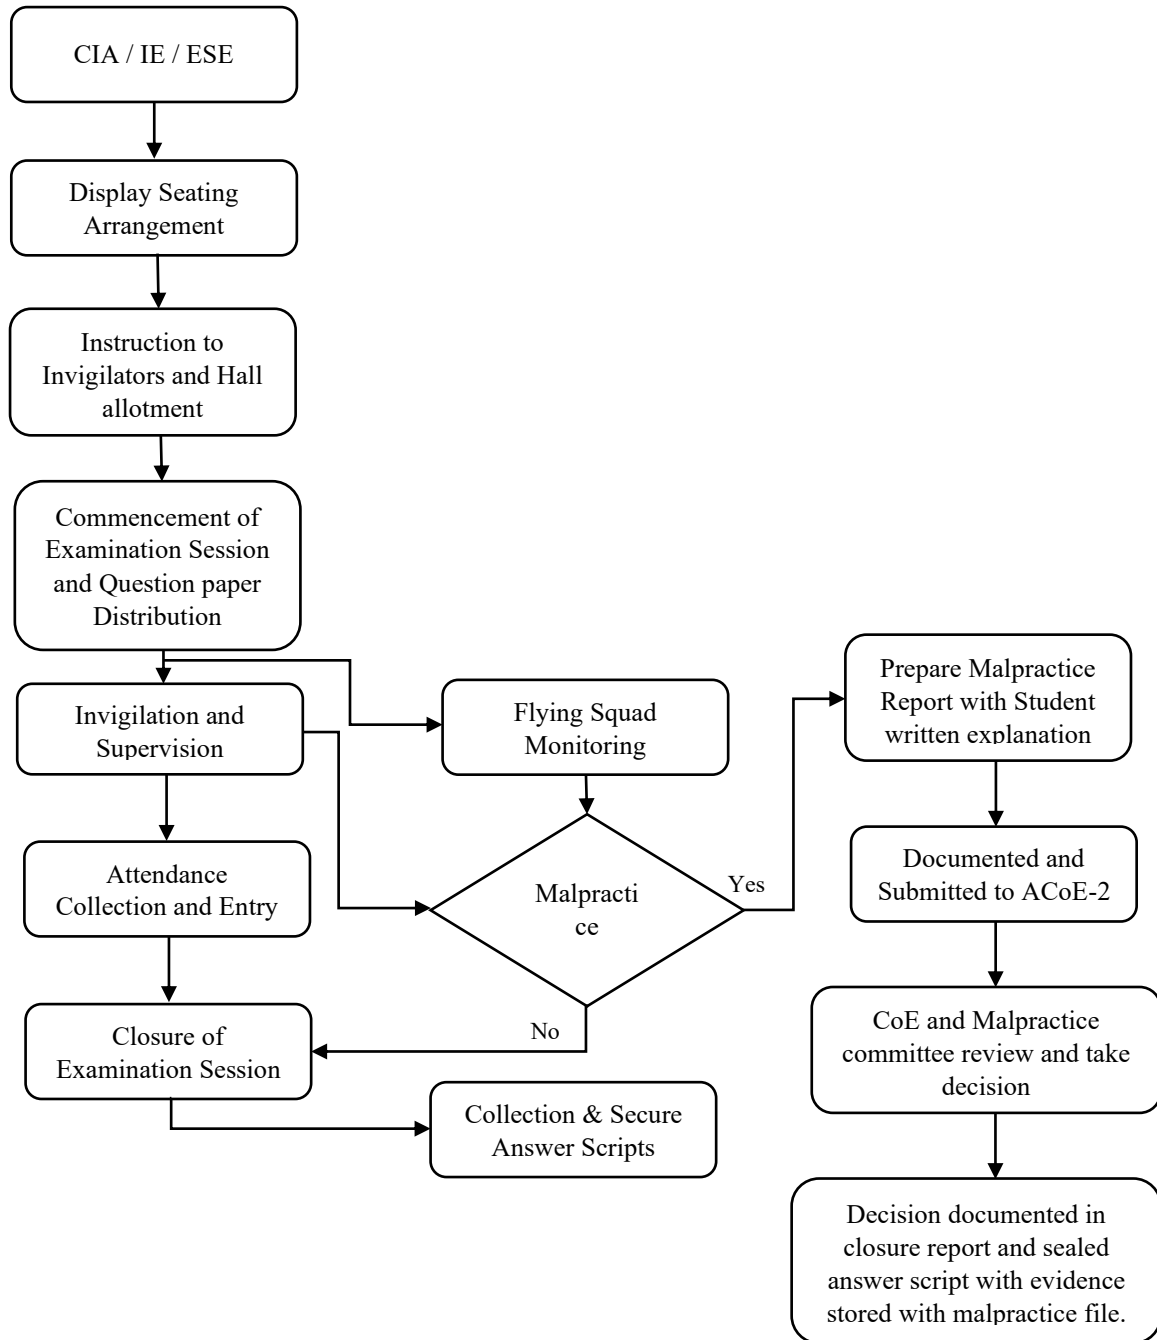 CIA / IE / ESE
Display Seating
Arrangement
Instruction to
Invigilators and Hall
allotment
Commencement of
Examination Session
and Question paper
Distribution
Invigilation and
Supervision
Flying Squad
Monitoring
Prepare Malpractice
Report with Student
written explanation
Attendance
Collection and Entry
Malpracti
ce
Yes
Documented and
Submitted to ACoE-2
No
Closure of
Examination Session
CoE and Malpractice
committee review and take
decision
Collection & Secure
Answer Scripts
Decision documented in
closure report and sealed
answer script with evidence
stored with malpractice file.